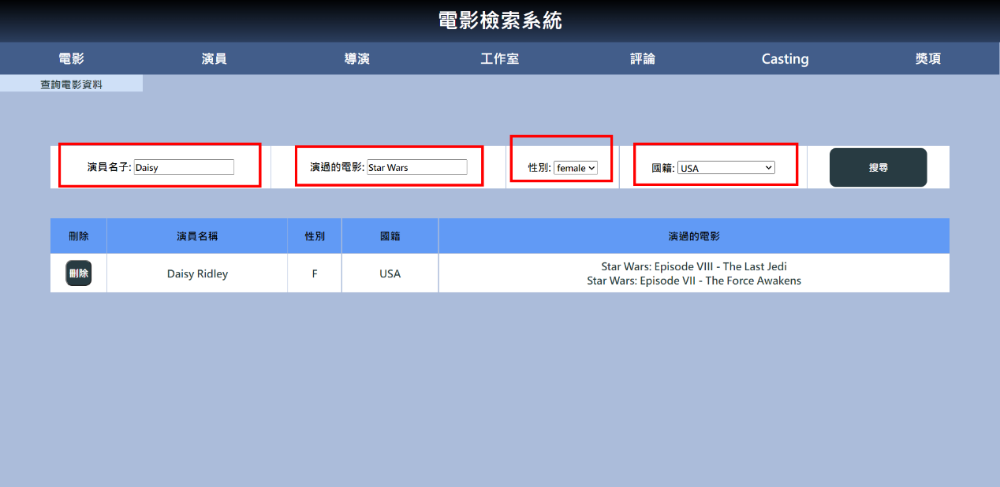 電影檢索系統
電影 演員 導演 工作室 評論 Casting 獎項
查詢電影資料
演員名子: Daisy 演過的電影: Star Wars 性別: female 國籍: USA 搜尋
刪除 演員名稱 性別 國籍 演過的電影
刪除 Daisy Ridley F USA Star Wars: Episode VIII - The Last Jedi
Star Wars: Episode VII - The Force Awakens